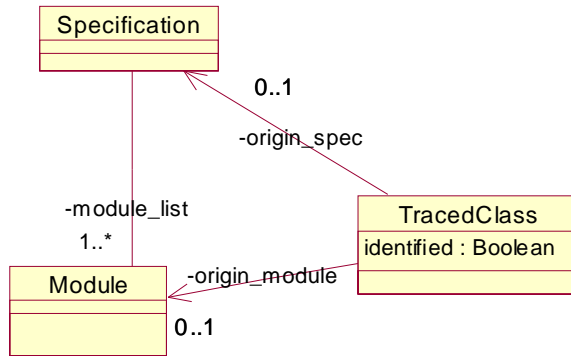 Specification
0..1
-origin_spec
-module_list
1..*
TracedClass
identified : Boolean
-origin_module
Module
0..1